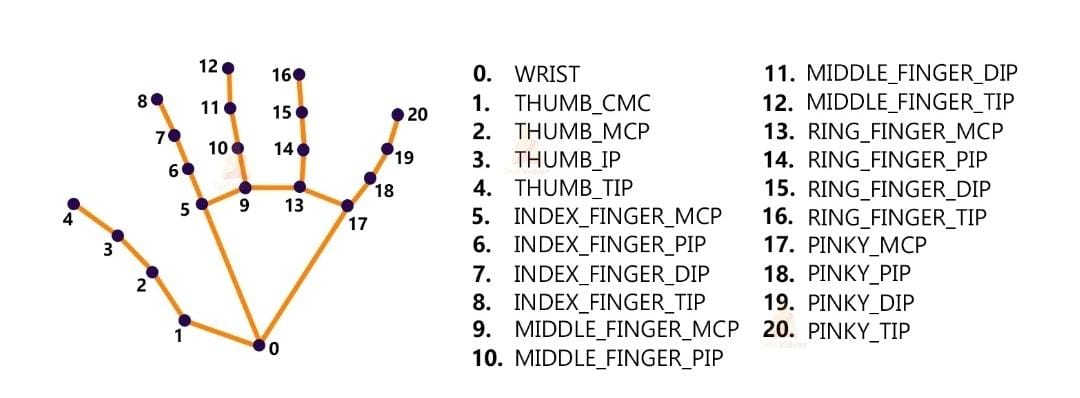 12
16
8
11
15
20
7
10
14
19
6
18
5
9
13
17
4
3
2
1
0
0. WRIST
1. THUMB_CMC
2. THUMB_MCP
3. THUMB_IP
4. THUMB_TIP
5. INDEX_FINGER_MCP
6. INDEX_FINGER_PIP
7. INDEX_FINGER_DIP
8. INDEX_FINGER_TIP
9. MIDDLE_FINGER_MCP
10. MIDDLE_FINGER_PIP
11. MIDDLE_FINGER_DIP
12. MIDDLE_FINGER_TIP
13. RING_FINGER_MCP
14. RING_FINGER_PIP
15. RING_FINGER_DIP
16. RING_FINGER_TIP
17. PINKY_MCP
18. PINKY_PIP
19. PINKY_DIP
20. PINKY_TIP